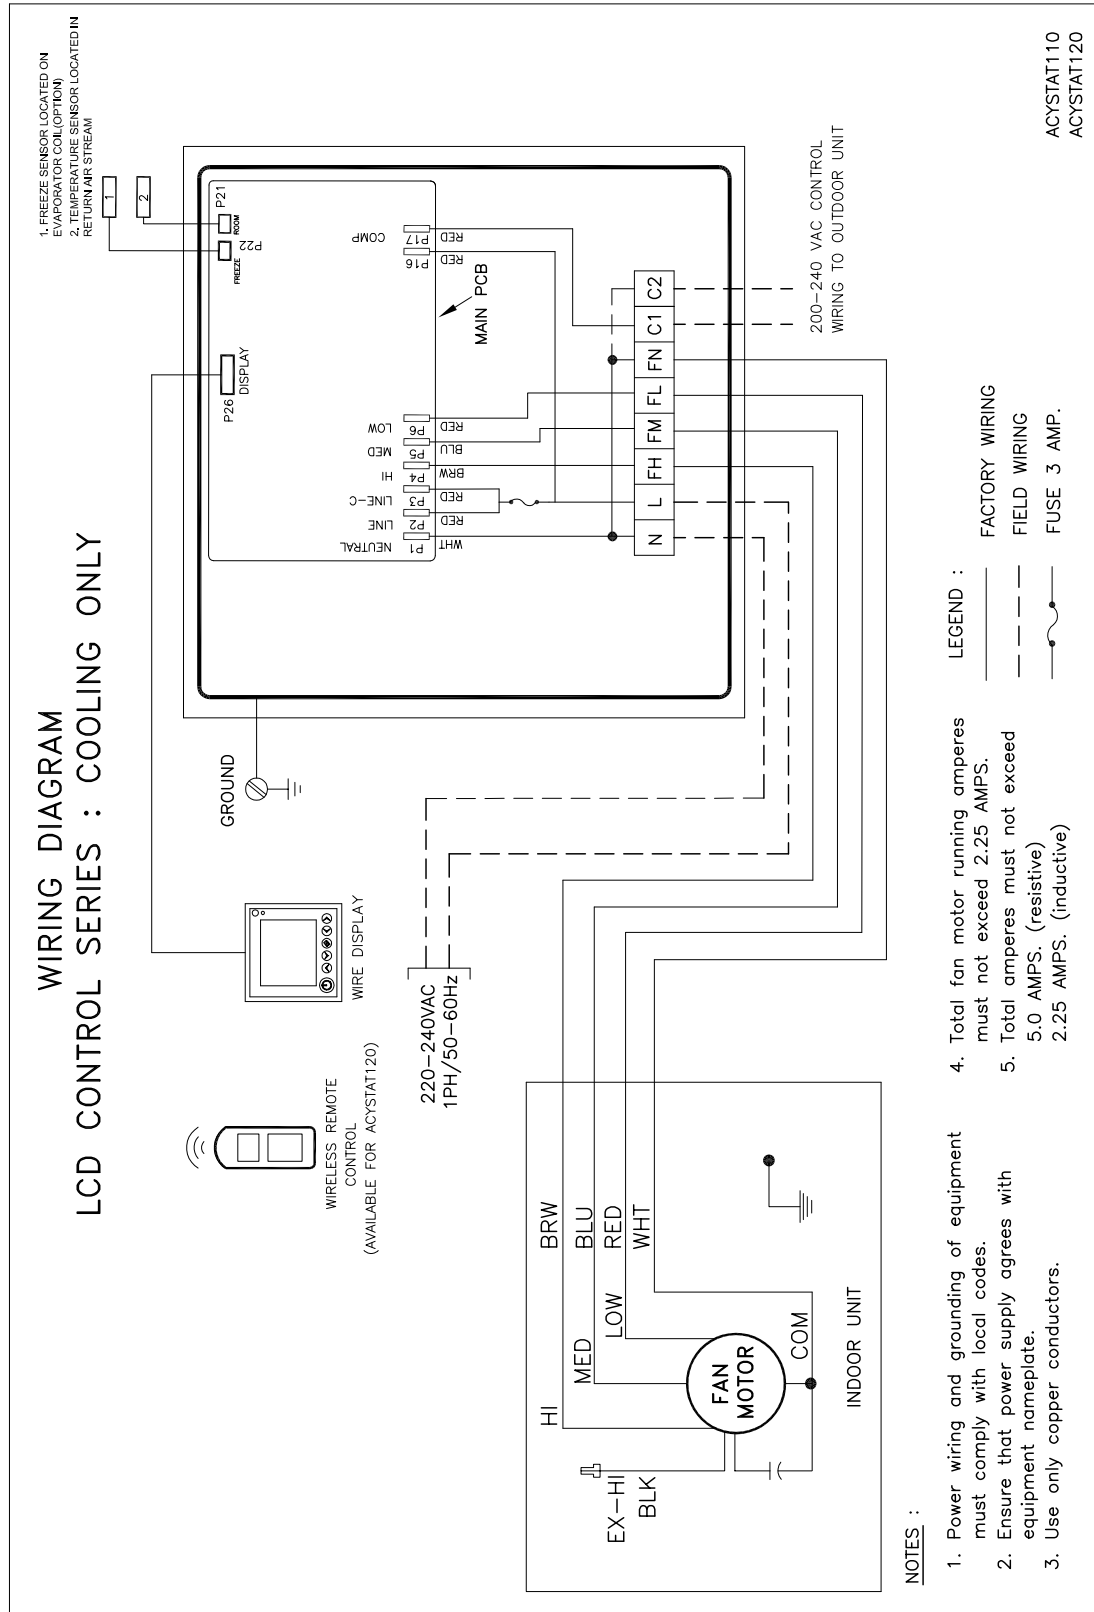 WIRING DIAGRAM
LCD CONTROL SERIES : COOLING ONLY
1. FREEZE SENSOR LOCATED ON
EVAPORATOR COIL(OPTION)
2. TEMPERATURE SENSOR LOCATED IN
RETURN AIR STREAM
1
2
WIRELESS REMOTE
CONTROL
(AVAILABLE FOR ACYSTAT120)
WIRE DISPLAY
GROUND
P26
DISPLAY
P22
FREEZE
P21
ROOM
NEUTRAL
LINE
LINE-C
HI
MED
LOW
COMP
P1
P2
P3
P4
P5
P6
P16
P17
WHT
RED
RED
BRW
BLU
RED
RED
RED
MAIN PCB
N
L
FH
FM
FL
FN
C1
C2
220-240VAC
1PH/50-60Hz
200-240 VAC CONTROL
WIRING TO OUTDOOR UNIT
HI
BRW
MED
BLU
LOW
RED
WHT
EX-HI
BLK
FAN
MOTOR
COM
INDOOR UNIT
NOTES :
1. Power wiring and grounding of equipment
must comply with local codes.
2. Ensure that power supply agrees with
equipment nameplate.
3. Use only copper conductors.
4. Total fan motor running amperes
must not exceed 2.25 AMPS.
5. Total amperes must not exceed
5.0 AMPS. (resistive)
2.25 AMPS. (inductive)
LEGEND :
FACTORY WIRING
FIELD WIRING
FUSE 3 AMP.
ACYSTAT110
ACYSTAT120